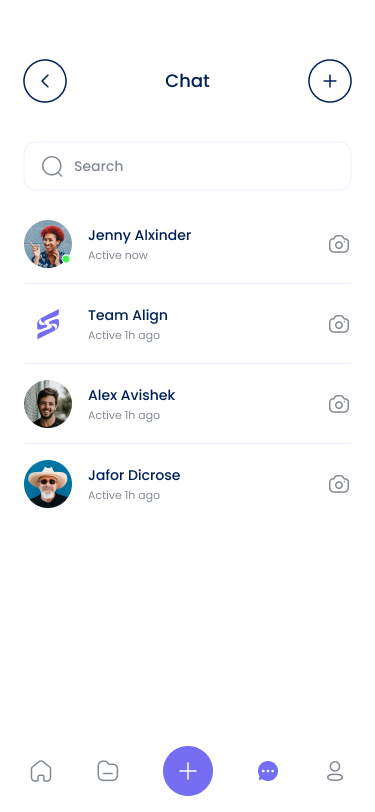 Chat
Search
Jenny Alxinder
Active now
Team Align
Active 1h ago
Alex Avishek
Active 1h ago
Jafor Dicrose
Active 1h ago